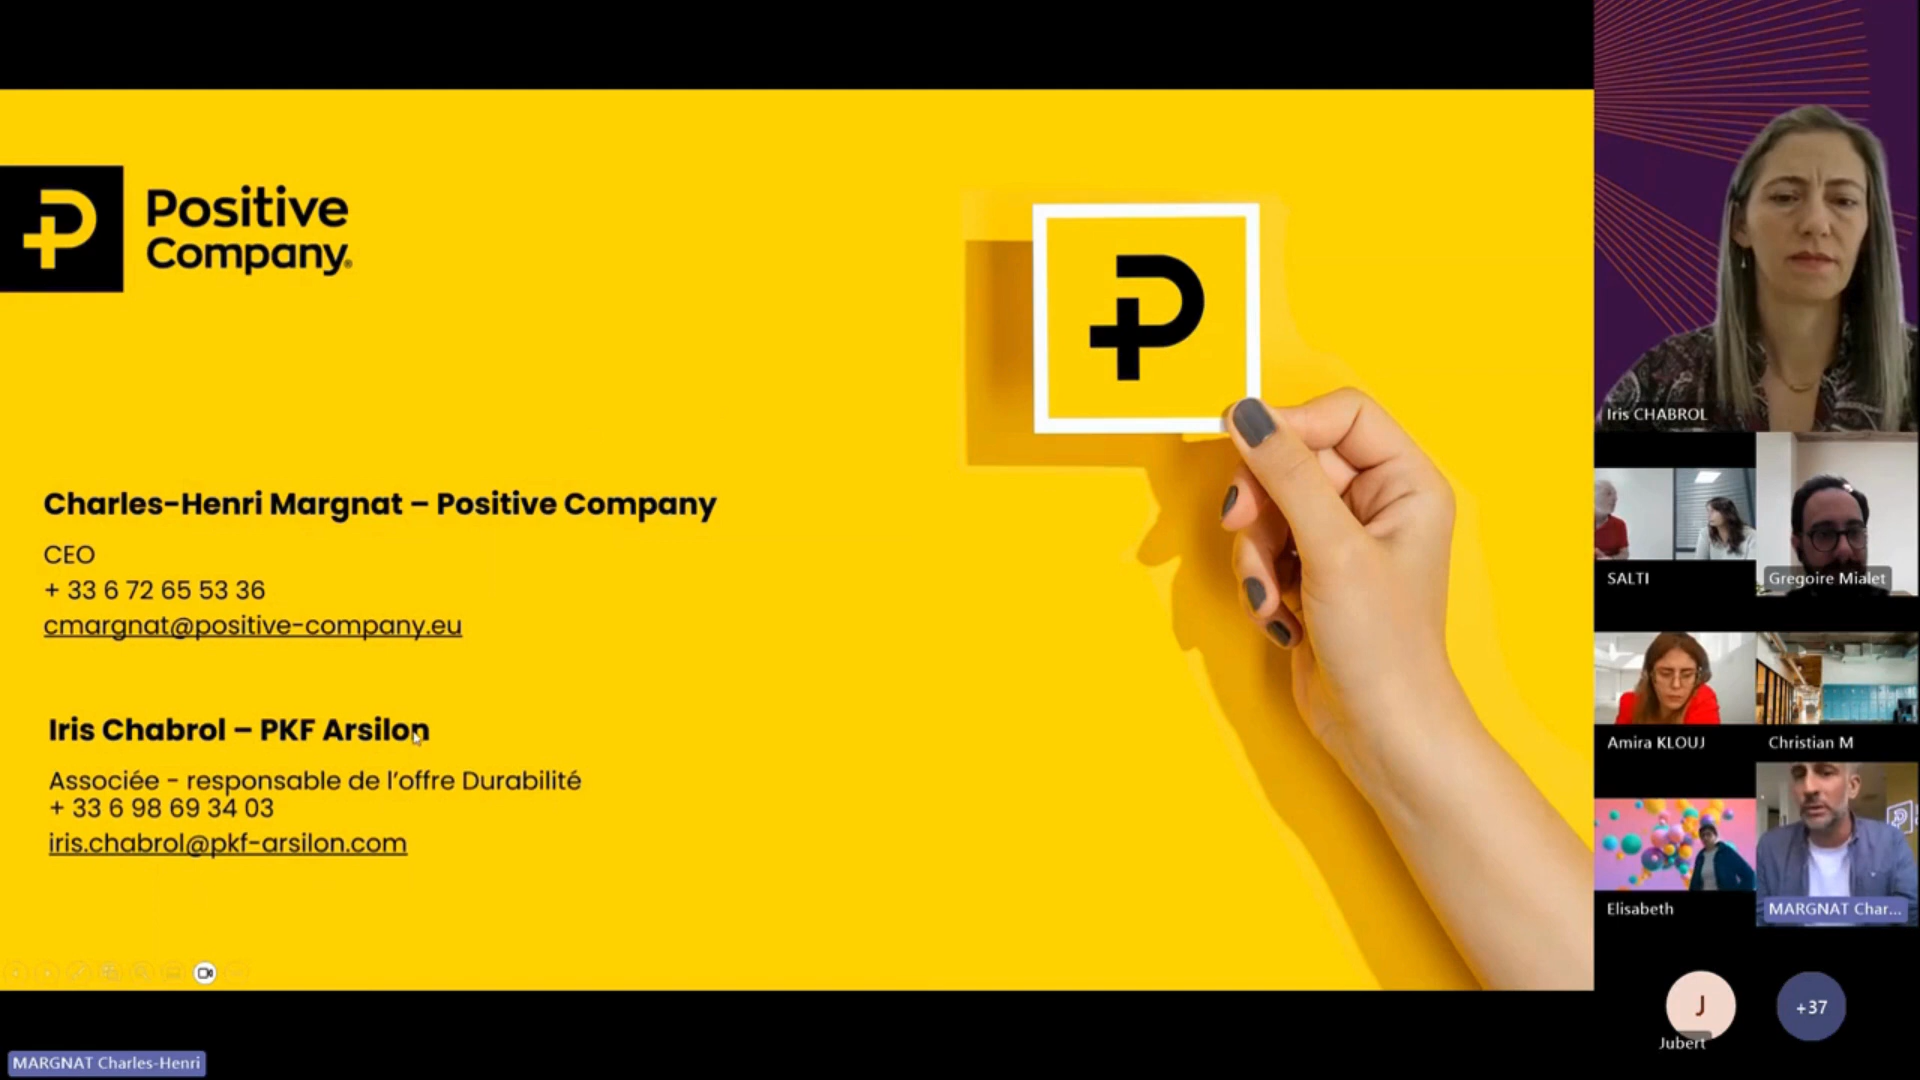 Positive
Company®
Charles-Henri Margnat – Positive Company
CEO
+ 33 6 72 65 53 36
cmargnat@positive-company.eu
Iris Chabrol – PKF Arsilon
Associée - responsable de l’offre Durabilité
+ 33 6 98 69 34 03
iris.chabrol@pkf-arsilon.com
MARGNAT Charles-Henri
Iris CHABROL
SALTI
Gregoire Mialet
Amira KLOUJ
Christian M
Elisabeth
MARGNAT Char...
J
Jubert
+37